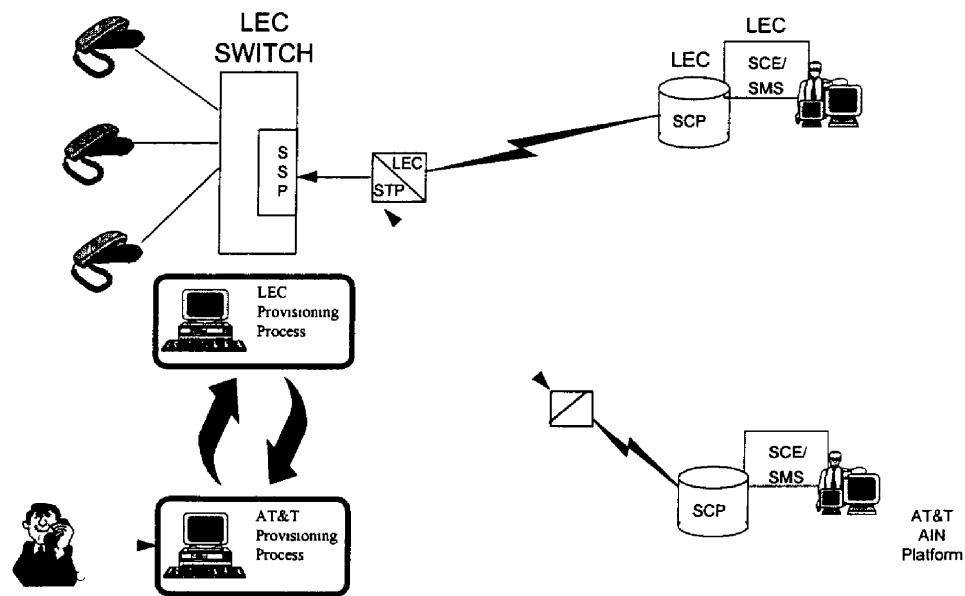 LEC
SWITCH
LEC
LEC
SCE/
SMS
SCP
S
S
P
LEC
STP
LEC
Provisioning
Process
SCE/
SMS
SCP
AT&T
Provisioning
Process
AT&T
AIN
Platform